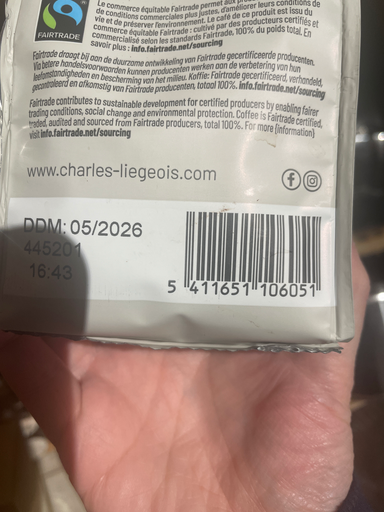 Le commerce équitable Fairtrade permet aux
de conditions commerciales plus justes, d'améliorer leurs conditions de
vie et de préserver l'environnement. Le café de ce produit est issu du
commerce équitable Fairtrade : cultivé par des producteurs certifiés et
commercialisé selon les standards Fairtrade, 100% du poids total. En
savoir plus : info.fairtrade.net/sourcing
FAIRTRADE
Fairtrade draagt bij aan de duurzame ontwikkeling van Fairtrade gecertificeerde producenten.
Via betere handelsvoorwaarden kunnen producenten werken aan de verbetering van hun
leefomstandigheden en bescherming van het milieu. Koffie: Fairtrade gecertificeerd, verhandeld,
gecontroleerd en afkomstig van Fairtrade producenten, totaal 100%. info.fairtrade.net/sourcing
Fairtrade contributes to sustainable development for certified producers by enabling fairer
trading conditions, social change and environmental protection. Coffee is Fairtrade certified,
traded, audited and sourced from Fairtrade producers, total 100%. For more (information)
visit info.fairtrade.net/sourcing
www.charles-liegeois.com
DDM: 05/2026
445201
16:43
5 411651 106051